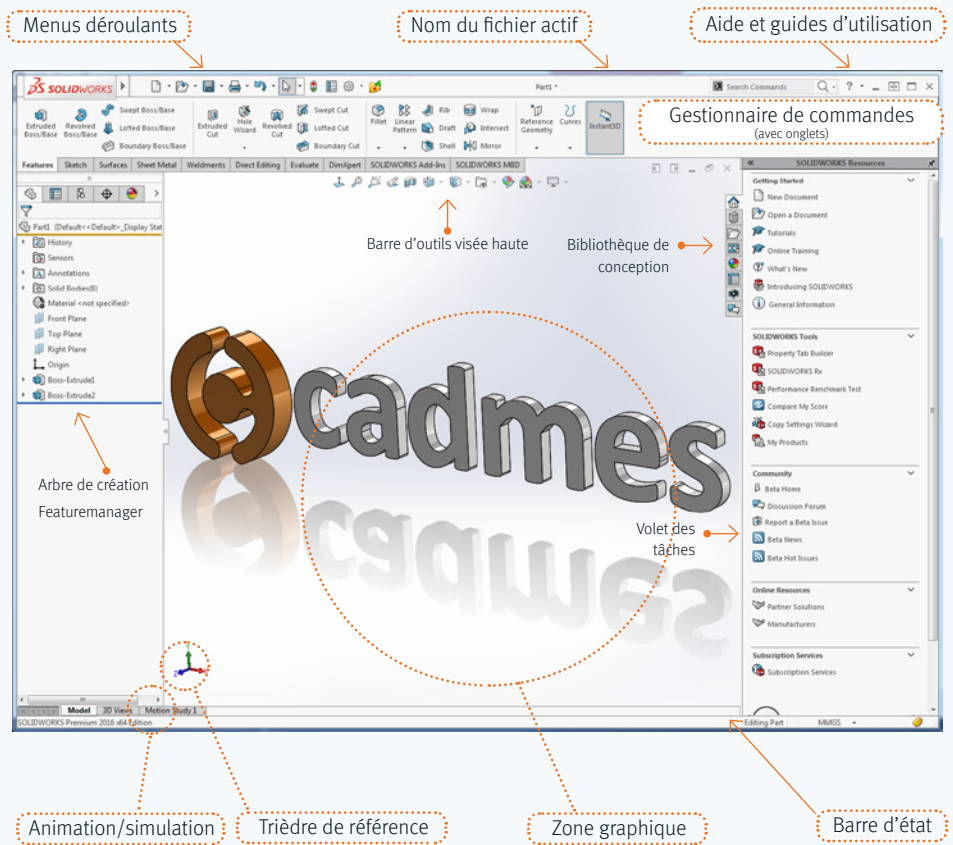 Menus déroulants
Nom du fichier actif
Aide et guides d'utilisation
SOLIDWORKS
Part1 *
Search Commands
Extruded Boss/Base
Revolved Boss/Base
Swept Boss/Base
Lofted Boss/Base
Boundary Boss/Base
Extruded Cut
Hole Wizard
Revolved Cut
Swept Cut
Lofted Cut
Boundary Cut
Fillet
Linear Pattern
Rib
Draft
Shell
Wrap
Intersect
Mirror
Reference Geometry
Curves
Instant3D
Gestionnaire de commandes
(avec onglets)
Features Sketch Surfaces Sheet Metal Weldments Direct Editing Evaluate DimXpert SOLIDWORKS Add-Ins SOLIDWORKS MBD
Part1 (Default<<Default>_Display Stat
History
Sensors
Annotations
Solid Bodies(8)
Material <not specified>
Front Plane
Top Plane
Right Plane
Origin
Boss-Extrude1
Boss-Extrude2
Arbre de création
Featuremanager
Barre d'outils visée haute
Bibliothèque de
conception
cadmes
Volet des
tâches
SOLIDWORKS Resources
Getting Started
New Document
Open a Document
Tutorials
Online Training
What's New
Introducing SOLIDWORKS
General Information
SOLIDWORKS Tools
Property Tab Builder
SOLIDWORKS Rx
Performance Benchmark Test
Compare My Score
Copy Settings Wizard
My Products
Community
Beta Home
Discussion Forum
Report a Beta Issue
Beta News
Beta Hot Issues
Online Resources
Partner Solutions
Manufacturers
Subscription Services
Subscription Services
Model 3D Views Motion Study 1
SOLIDWORKS Premium 2016 x64 Edition
Editing Part
MMGS
Animation/simulation
Trièdre de référence
Zone graphique
Barre d'état